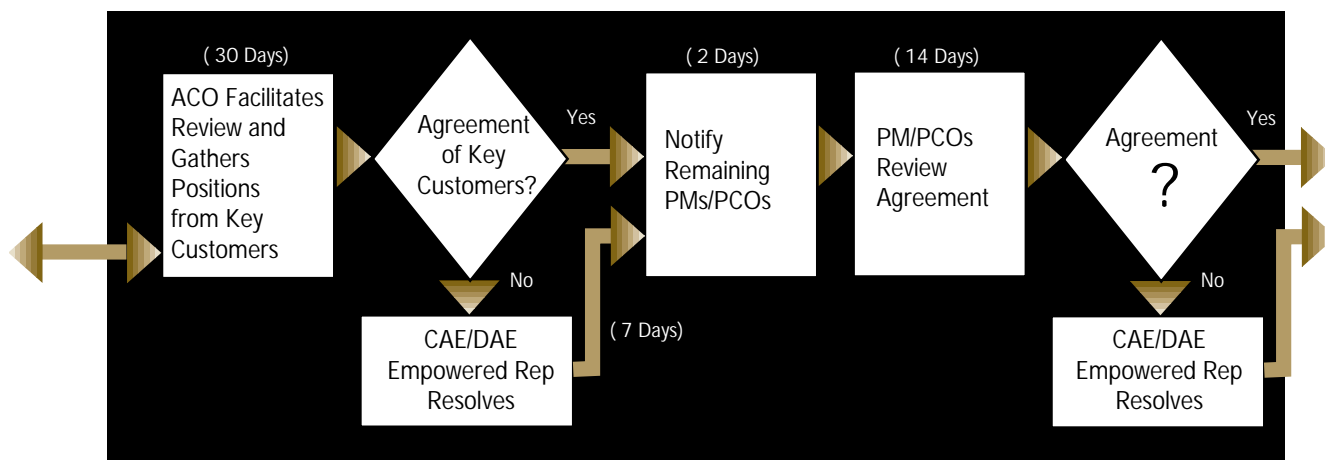 ( 30 Days)
ACO Facilitates
Review and
Gathers
Positions
from Key
Customers
Agreement
of Key
Customers?
Yes
No
CAE/DAE
Empowered Rep
Resolves
( 7 Days)
( 2 Days)
Notify
Remaining
PMs/PCOs
( 14 Days)
PM/PCOs
Review
Agreement
Agreement
?
Yes
No
CAE/DAE
Empowered Rep
Resolves